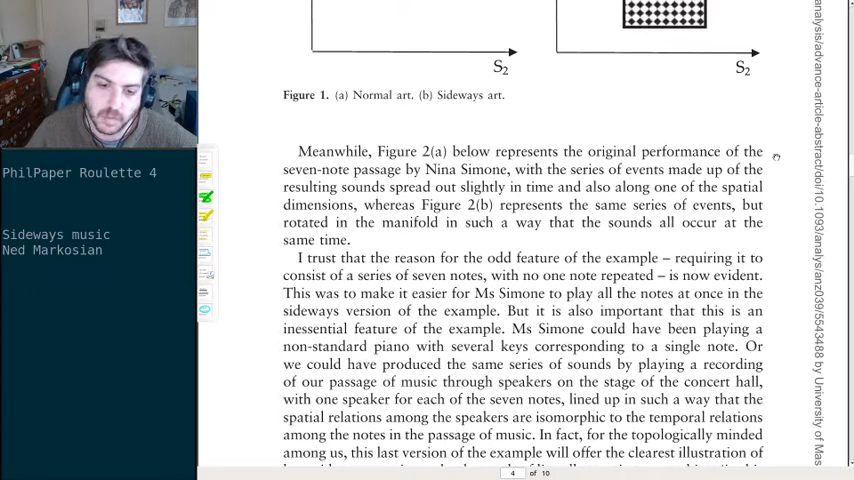 S₂
S₂
Figure 1. (a) Normal art. (b) Sideways art.
PhilPaper Roulette 4
Sideways music
Ned Markosian
Meanwhile, Figure 2(a) below represents the original performance of the
seven-note passage by Nina Simone, with the series of events made up of the
resulting sounds spread out slightly in time and also along one of the spatial
dimensions, whereas Figure 2(b) represents the same series of events, but
rotated in the manifold in such a way that the sounds all occur at the
same time.
I trust that the reason for the odd feature of the example – requiring it to
consist of a series of seven notes, with no one note repeated – is now evident.
This was to make it easier for Ms Simone to play all the notes at once in the
sideways version of the example. But it is also important that this is an
inessential feature of the example. Ms Simone could have been playing a
non-standard piano with several keys corresponding to a single note. Or
we could have produced the same series of sounds by playing a recording
of our passage of music through speakers on the stage of the concert hall,
with one speaker for each of the seven notes, lined up in such a way that the
spatial relations among the speakers are isomorphic to the temporal relations
among the notes in the passage of music. In fact, for the topologically minded
among us, this last version of the example will offer the clearest illustration of
4 of 10
analysis/advance-article-abstract/doi/10.1093/analys/anz039/5543488 by University of Mas